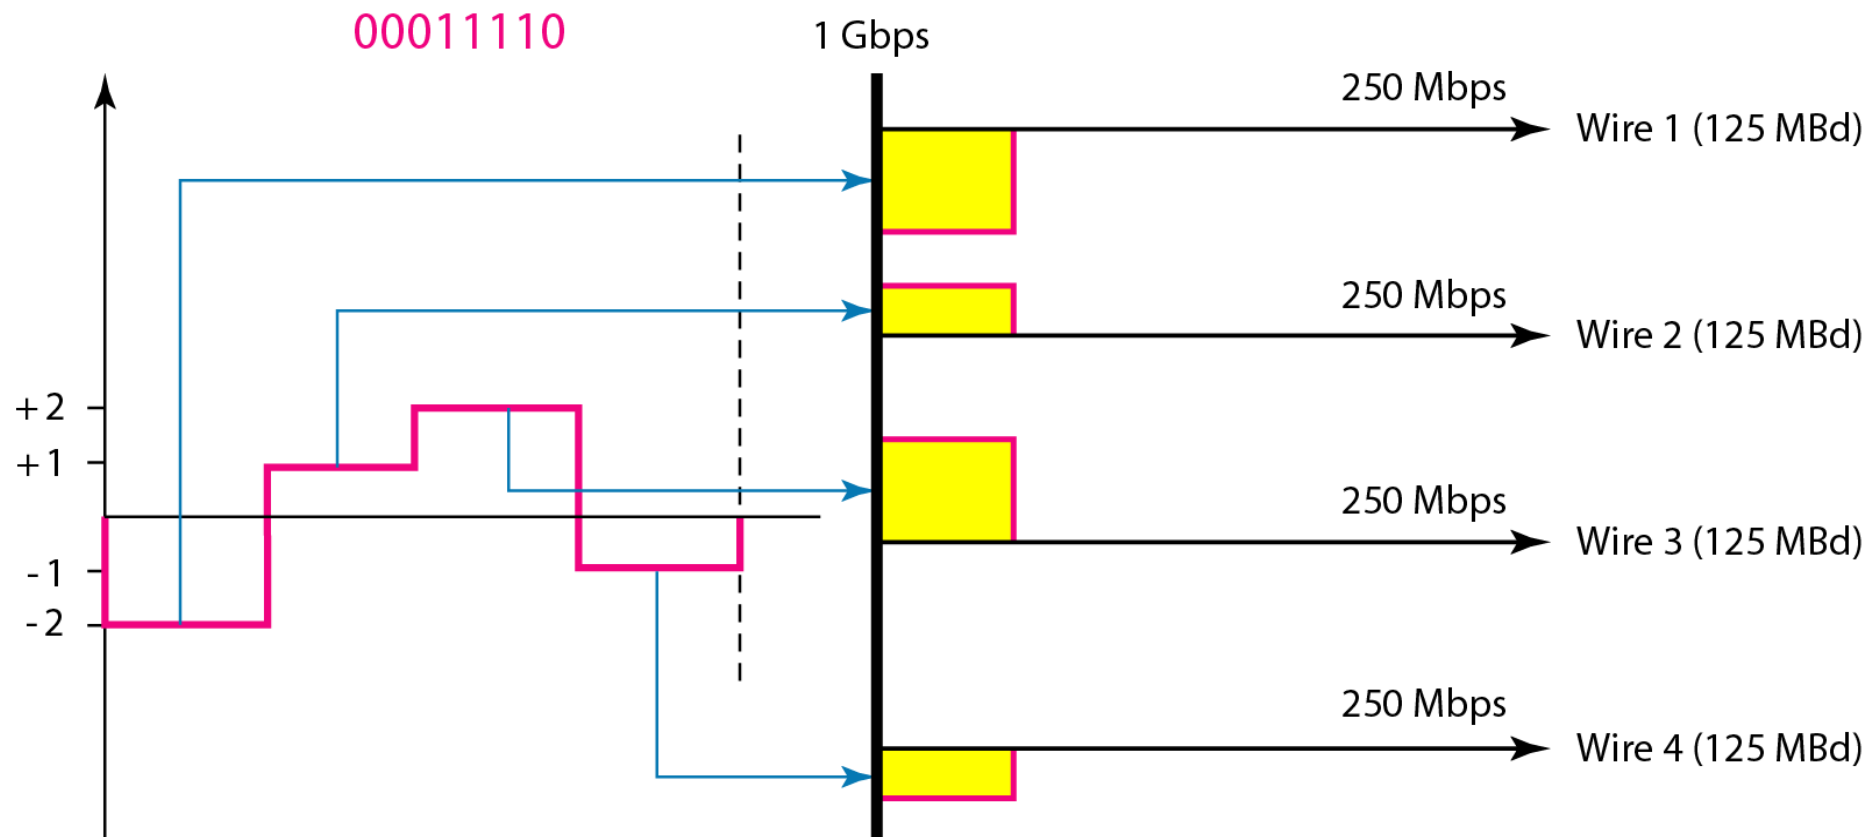 00011110
1 Gbps
250 Mbps
Wire 1 (125 MBd)
250 Mbps
Wire 2 (125 MBd)
+2
+1
250 Mbps
Wire 3 (125 MBd)
-1
-2
250 Mbps
Wire 4 (125 MBd)